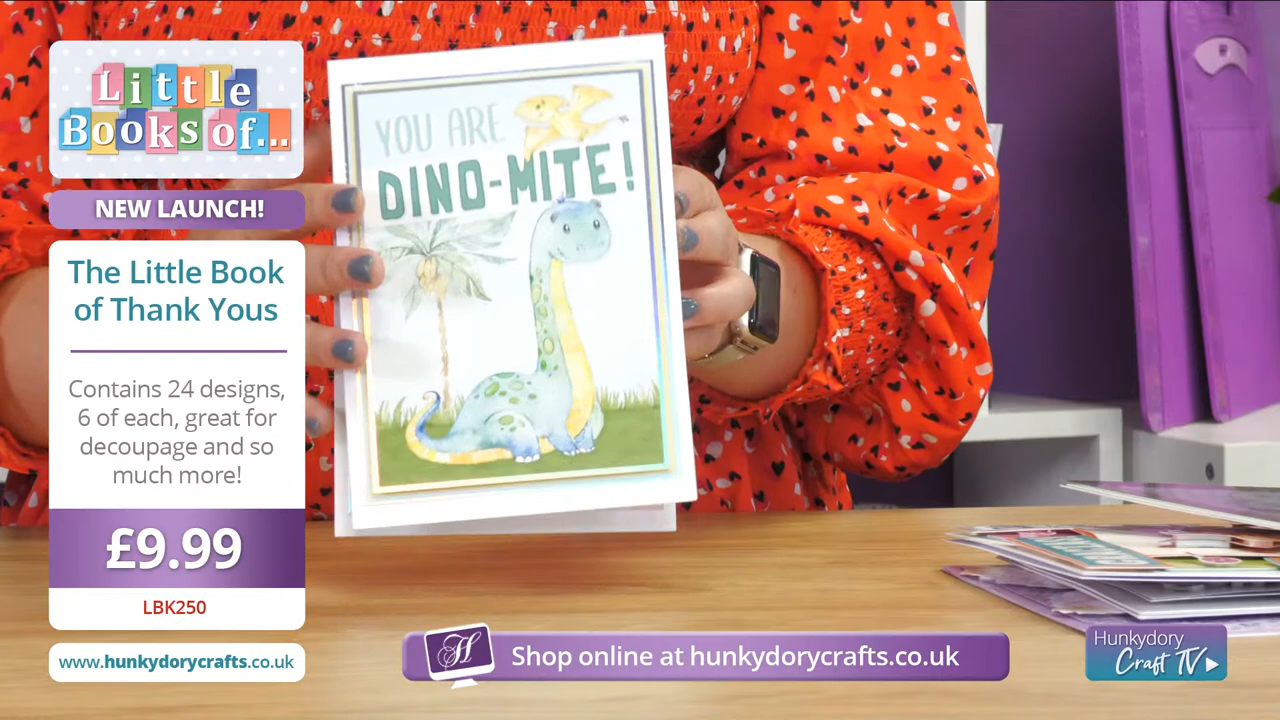 Little
Books of...
NEW LAUNCH!
The Little Book
of Thank Yous
Contains 24 designs,
6 of each, great for
decoupage and so
much more!
£9.99
LBK250
www.hunkydorycrafts.co.uk
YOU ARE
DINO-MITE!
Shop online at hunkydorycrafts.co.uk
Hunkydory
Craft TV